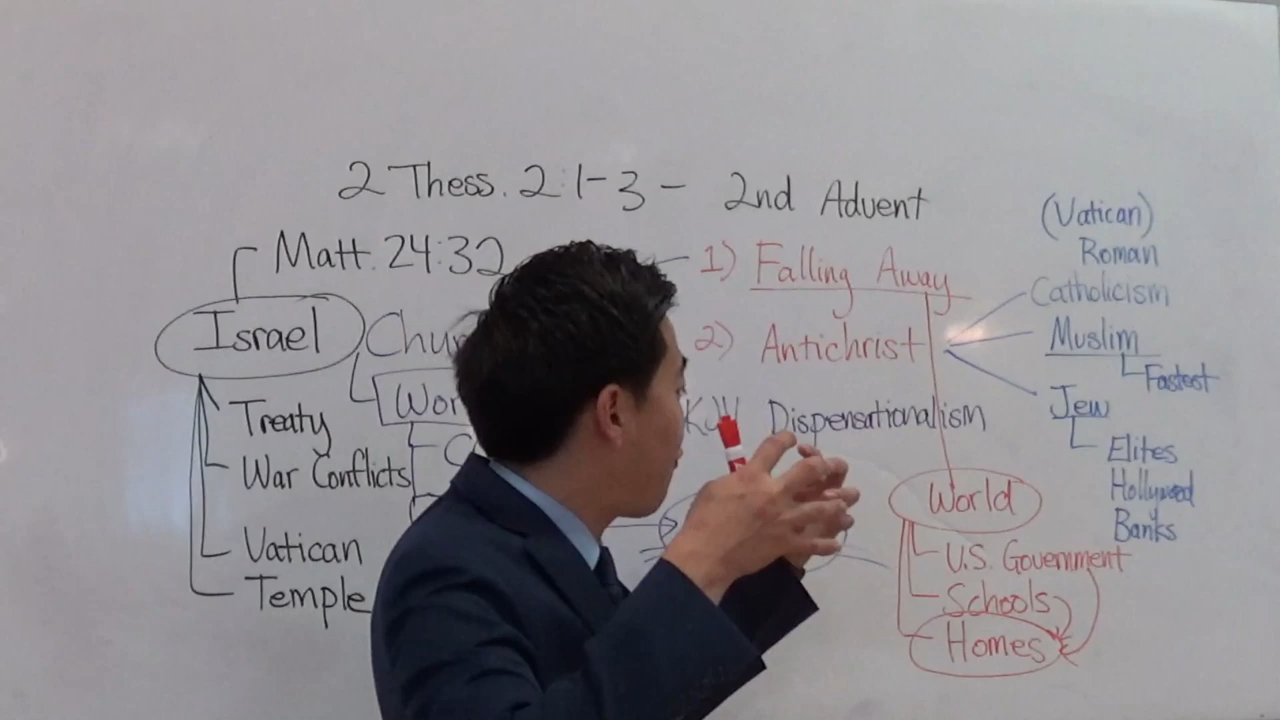 2 Thess. 2:1-3 - 2nd Advent
Matt. 24:32
Israel
Treaty
War Conflicts
Vatican
Temple
1) Falling Away
2) Antichrist
Dispensationalism
World
U.S. Government
Schools
Homes
(Vatican)
Roman
Catholicism
Muslim
Fastest
Jew
Elites
Hollywood
Banks